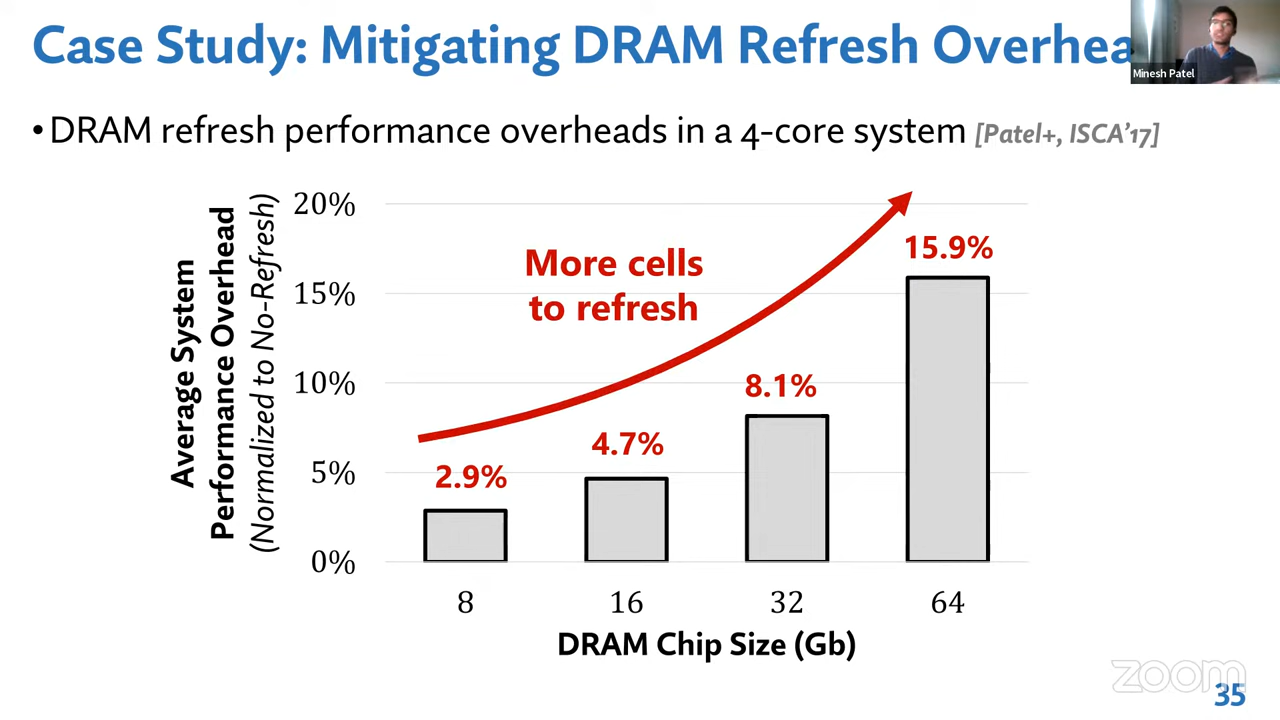 Case Study: Mitigating DRAM Refresh Overhea
Minesh Patel
•DRAM refresh performance overheads in a 4-core system [Patel+, ISCA’17]
Average System
Performance Overhead
(Normalized to No-Refresh)
20%
15%
10%
5%
0%
More cells
to refresh
2.9%
4.7%
8.1%
15.9%
8
16
32
64
DRAM Chip Size (Gb)
zoom
35